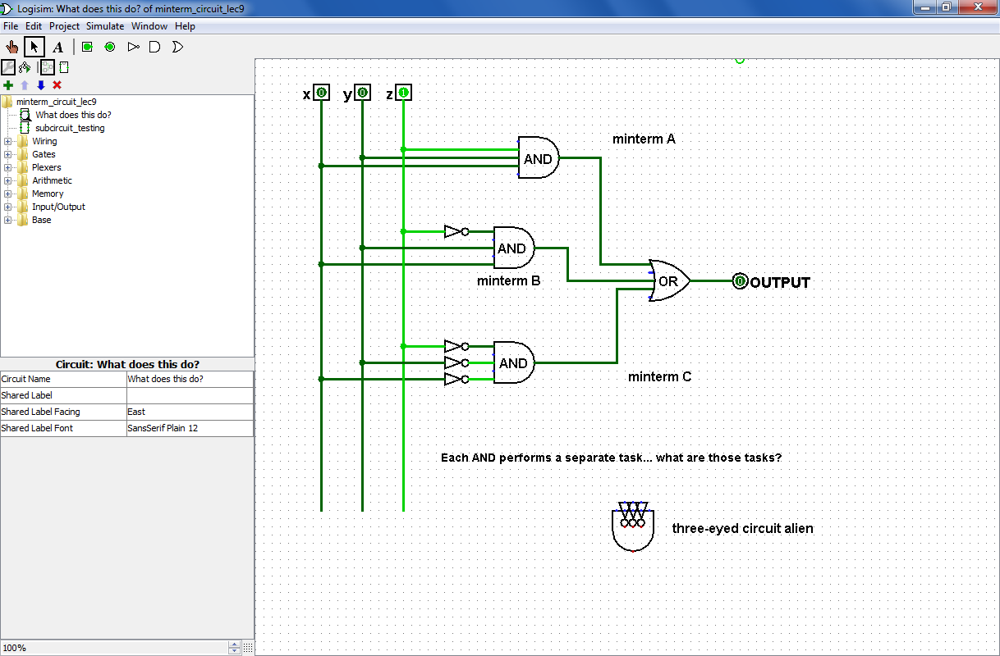 Logisim: What does this do? of minterm_circuit_lec9
File Edit Project Simulate Window Help
A
minterm_circuit_lec9
What does this do?
subcircuit_testing
Wiring
Gates
Plexers
Arithmetic
Memory
Input/Output
Base
Circuit: What does this do?
Circuit Name What does this do?
Shared Label
Shared Label Facing East
Shared Label Font SansSerif Plain 12
100%
x 0 y 0 z 1
minterm A
AND
AND
minterm B
OR
0 OUTPUT
AND
minterm C
Each AND performs a separate task... what are those tasks?
three-eyed circuit alien